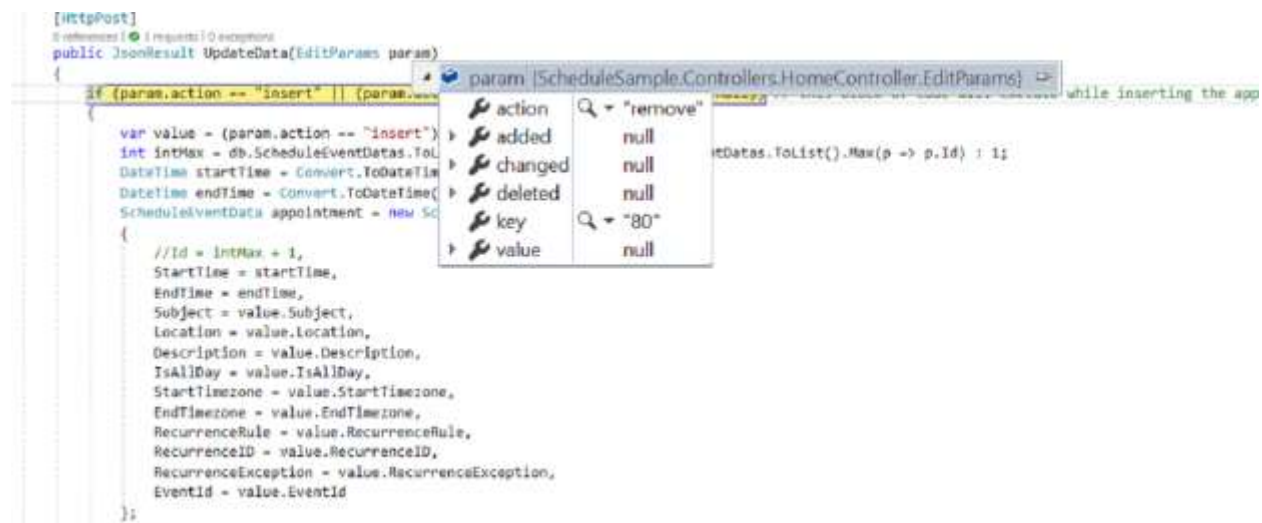 [HttpPost]
0 references | 1 requests | 0 exceptions
public JsonResult UpdateData(EditParams param)
{
if (param.action == "insert" || (param. while inserting the app
{
var value = (param.action == "insert")
int intMax = db.ScheduleEventDatas.ToL ntDatas.ToList().Max(p => p.Id) : 1;
DateTime startTime = Convert.ToDateTim
DateTime endTime = Convert.ToDateTime(
ScheduleEventData appointment = new Sc
{
//Id = intMax + 1,
StartTime = startTime,
EndTime = endTime,
Subject = value.Subject,
Location = value.Location,
Description = value.Description,
IsAllDay = value.IsAllDay,
StartTimezone = value.StartTimezone,
EndTimezone = value.EndTimezone,
RecurrenceRule = value.RecurrenceRule,
RecurrenceID = value.RecurrenceID,
RecurrenceException = value.RecurrenceException,
EventId = value.EventId
};
param {ScheduleSample.Controllers.HomeController.EditParams}
action "remove"
added null
changed null
deleted null
key "80"
value null